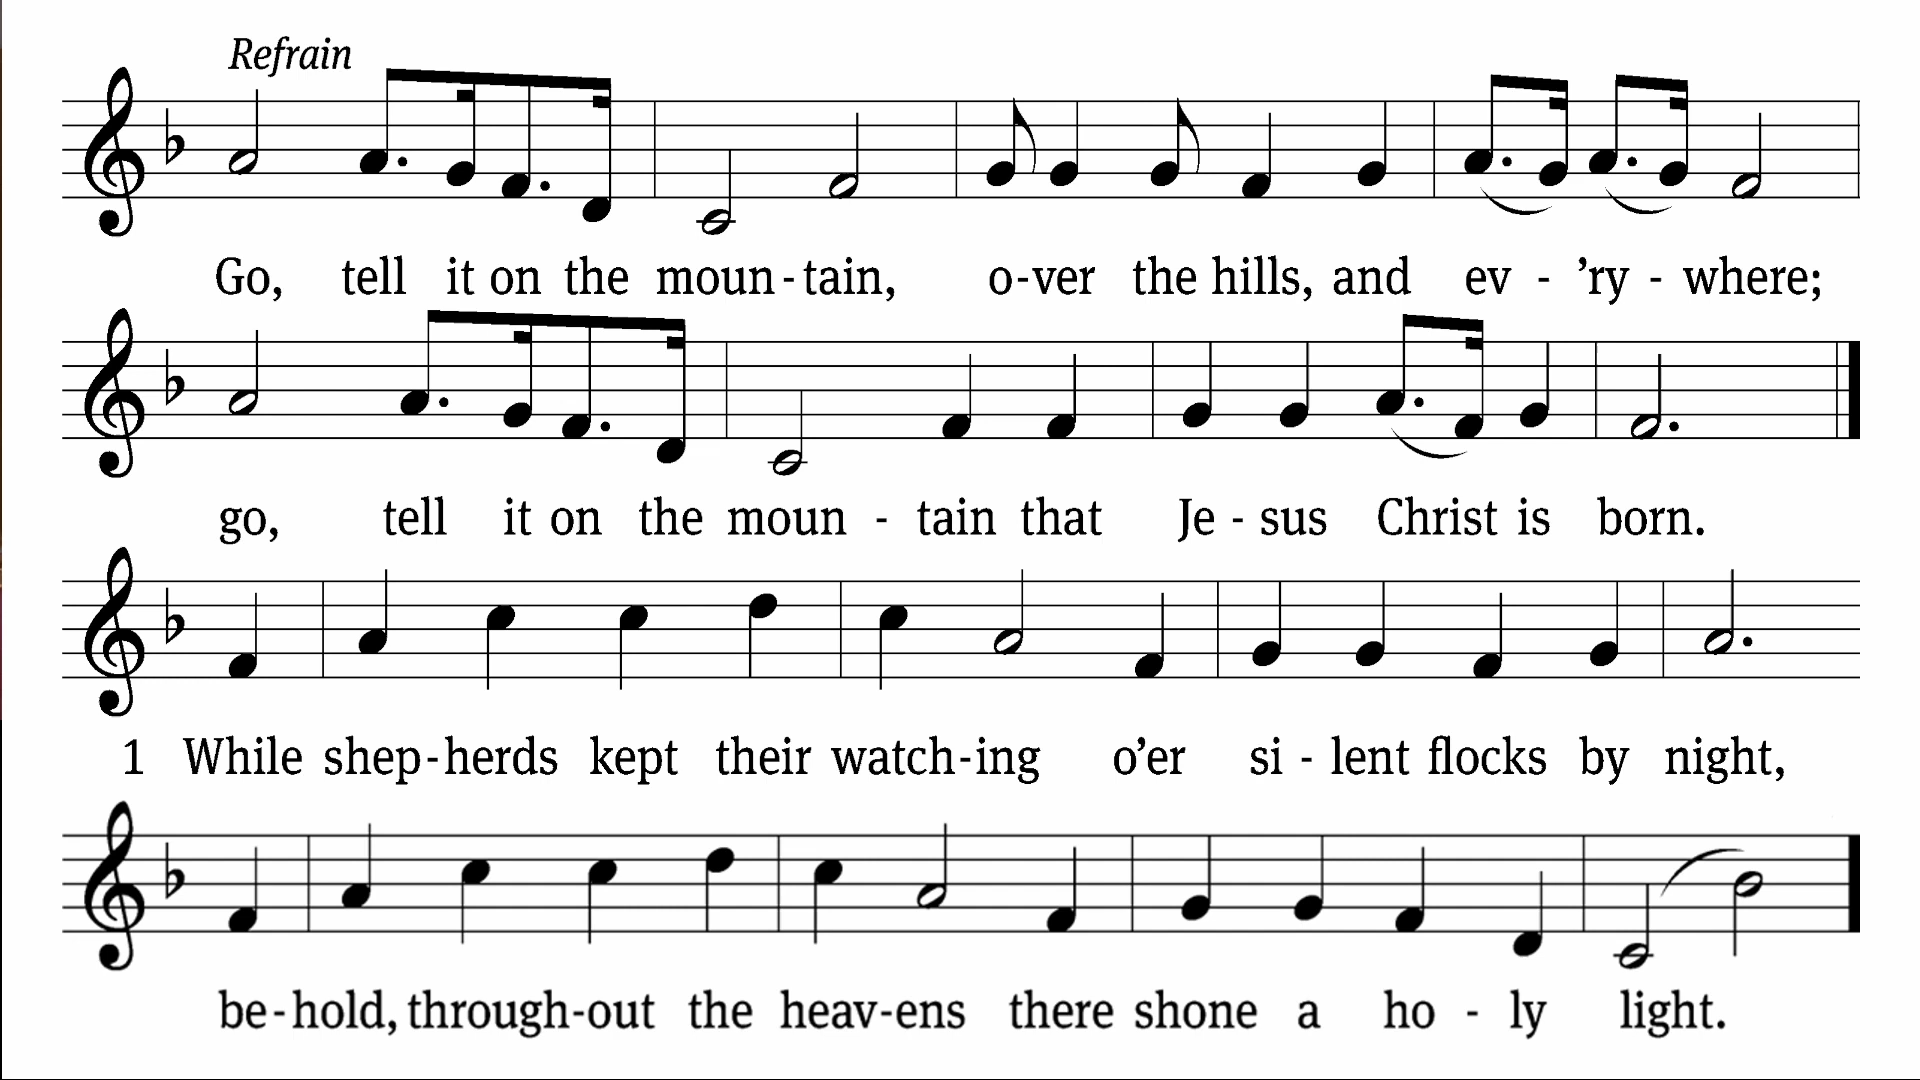 Refrain
Go, tell it on the moun - tain, o - ver the hills, and ev - ’ry - where;
go, tell it on the moun - tain that Je - sus Christ is born.
1 While shep - herds kept their watch - ing o’er si - lent flocks by night,
be - hold, through - out the heav - ens there shone a ho - ly light.